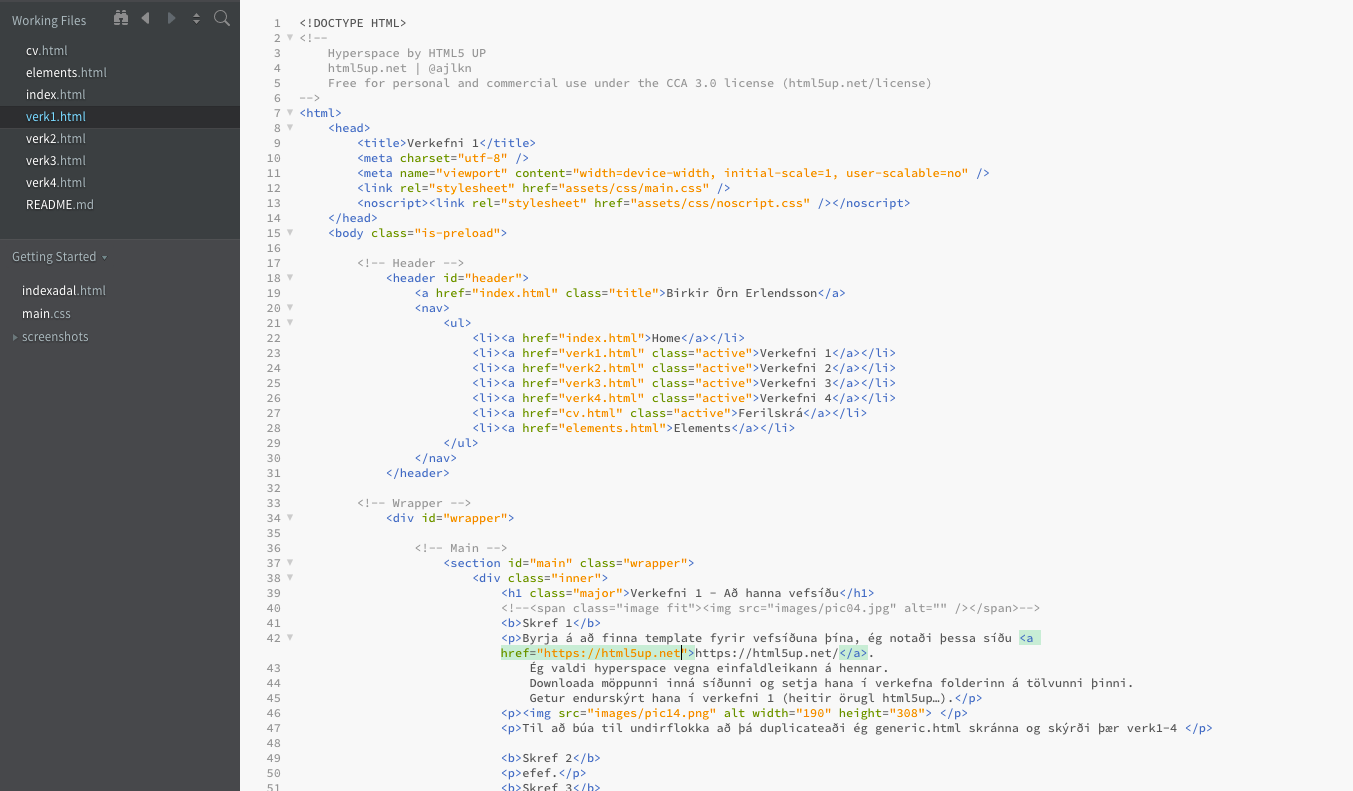 Working Files
cv.html
elements.html
index.html
verk1.html
verk2.html
verk3.html
verk4.html
README.md
Getting Started
indexadal.html
main.css
screenshots
1 <!DOCTYPE HTML>
2 <!--
3 Hyperspace by HTML5 UP
4 html5up.net | @ajlkn
5 Free for personal and commercial use under the CCA 3.0 license (html5up.net/license)
6 -->
7 <html>
8 <head>
9 <title>Verkefni 1</title>
10 <meta charset="utf-8" />
11 <meta name="viewport" content="width=device-width, initial-scale=1, user-scalable=no" />
12 <link rel="stylesheet" href="assets/css/main.css" />
13 <noscript><link rel="stylesheet" href="assets/css/noscript.css" /></noscript>
14 </head>
15 <body class="is-preload">
16
17 <!-- Header -->
18 <header id="header">
19 <a href="index.html" class="title">Birkir Örn Erlendsson</a>
20 <nav>
21 <ul>
22 <li><a href="index.html">Home</a></li>
23 <li><a href="verk1.html" class="active">Verkefni 1</a></li>
24 <li><a href="verk2.html" class="active">Verkefni 2</a></li>
25 <li><a href="verk3.html" class="active">Verkefni 3</a></li>
26 <li><a href="verk4.html" class="active">Verkefni 4</a></li>
27 <li><a href="cv.html" class="active">Ferilskrá</a></li>
28 <li><a href="elements.html">Elements</a></li>
29 </ul>
30 </nav>
31 </header>
32
33 <!-- Wrapper -->
34 <div id="wrapper">
35
36 <!-- Main -->
37 <section id="main" class="wrapper">
38 <div class="inner">
39 <h1 class="major">Verkefni 1 - Að hanna vefsíðu</h1>
40 <!--<span class="image fit"><img src="images/pic04.jpg" alt="" /></span>-->
41 <b>Skref 1</b>
42 <p>Byrja á að finna template fyrir vefsíðuna þína, ég notaði þessa síðu <a
href="https://html5up.net">https://html5up.net/</a>.
43 Ég valdi hyperspace vegna einfaldleikann á hennar.
44 Downloada möppunni inná síðunni og setja hana í verkefna folderinn á tölvunni þinni.
45 Getur endurskýrt hana í verkefni 1 (heitir örugl html5up…).</p>
46 <p><img src="images/pic14.png" alt width="190" height="308"> </p>
47 <p>Til að búa til undirflokka að þá duplicateaði ég generic.html skránna og skýrði þær verk1-4 </p>
48
49 <b>Skref 2</b>
50 <p>efef.</p>
51 <b>Skref 3</b>